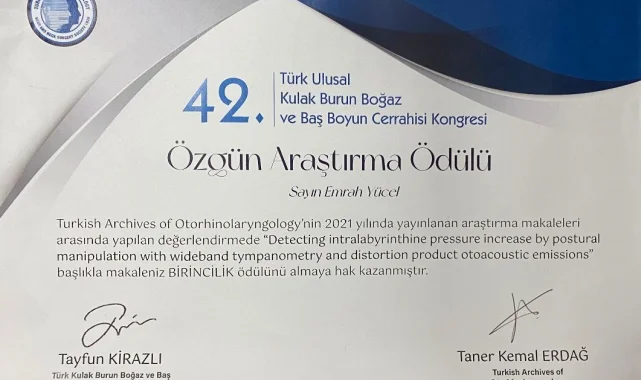 42.
Türk Ulusal
Kulak Burun Boğaz
ve Baş Boyun Cerrahisi Kongresi
Özgün Araştırma Ödülü
Sayın Emrah Yücel
Turkish Archives of Otorhinolaryngology'nin 2021 yılında yayınlanan araştırma makaleleri
arasında yapılan değerlendirmede “Detecting intralabyrinthine pressure increase by postural
manipulation with wideband tympanometry and distortion product otoacoustic emissions”
başlıkla makaleniz BİRİNCİLİK ödülünü almaya hak kazanmıştır.
Tayfun KİRAZLI
Türk Kulak Burun Boğaz ve Baş
Taner Kemal ERDAĞ
Turkish Archives of